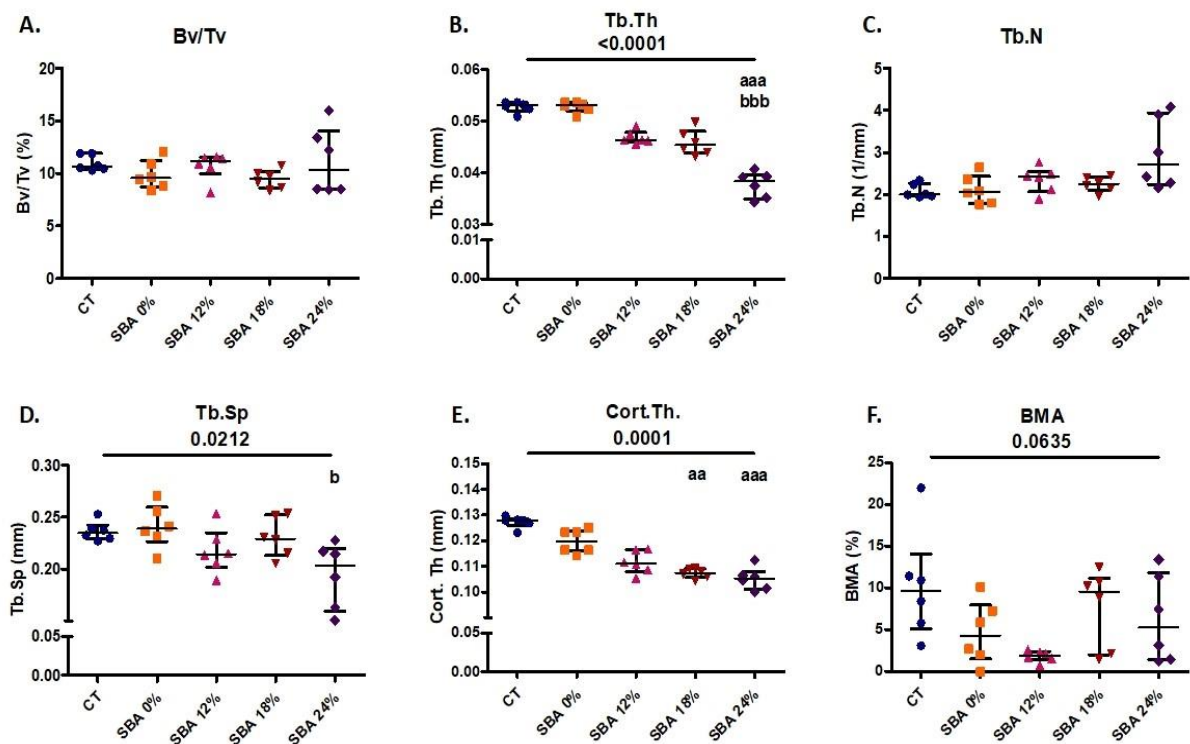 A.
Bv/Tv
Bv/Tv (%)
20
15
10
5
0
CT
SBA 0%
SBA 12%
SBA 18%
SBA 24%
B.
Tb.Th
<0.0001
aaa
bbb
Tb.Th (mm)
0.06
0.05
0.04
0.03
0.01
0.00
CT
SBA 0%
SBA 12%
SBA 18%
SBA 24%
C.
Tb.N
Tb.N (1/mm)
5
4
3
2
1
0
CT
SBA 0%
SBA 12%
SBA 18%
SBA 24%
D.
Tb.Sp
0.0212
b
Tb.Sp (mm)
0.30
0.25
0.20
0.05
0.00
CT
SBA 0%
SBA 12%
SBA 18%
SBA 24%
E.
Cort.Th.
0.0001
aa
aaa
Cort. Th (mm)
0.15
0.14
0.13
0.12
0.11
0.10
0.05
0.00
CT
SBA 0%
SBA 12%
SBA 18%
SBA 24%
F.
BMA
0.0635
BMA (%)
25
20
15
10
5
0
CT
SBA 0%
SBA 12%
SBA 18%
SBA 24%